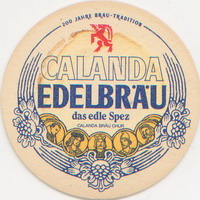 200 JAHRE BRAU-TRADITION
CALANDA
EDELBRÄU
das edle Spez
CALANDA BRÄU CHUR